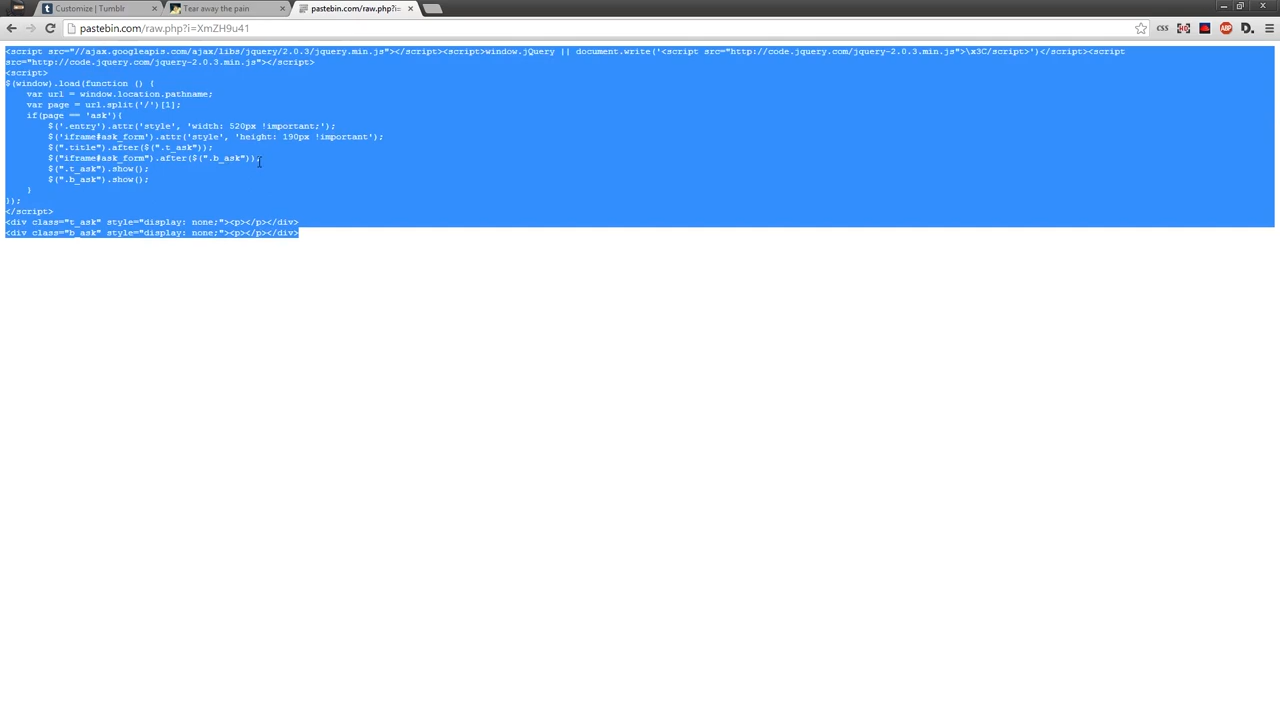 Customize | Tumblr
Tear away the pain
pastebin.com/raw.php?i=
pastebin.com/raw.php?i=XmZH9u41
CSS
ABP
D.
<script src="//ajax.googleapis.com/ajax/libs/jquery/2.0.3/jquery.min.js"></script><script>window.jQuery || document.write('<script src="http://code.jquery.com/jquery-2.0.3.min.js">\x3C/script>')</script><script
src="http://code.jquery.com/jquery-2.0.3.min.js"></script>
<script>
$(window).load(function () {
    var url = window.location.pathname;
    var page = url.split('/')[1];
    if(page == 'ask'){
        $('.entry').attr('style', 'width: 520px !important;');
        $('iframe#ask_form').attr('style', 'height: 190px !important');
        $(".title").after($(".t_ask"));
        $("iframe#ask_form").after($(".b_ask"));
        $(".t_ask").show();
        $(".b_ask").show();
    }
});
</script>
<div class="t_ask" style="display: none;"><p></p></div>
<div class="b_ask" style="display: none;"><p></p></div>